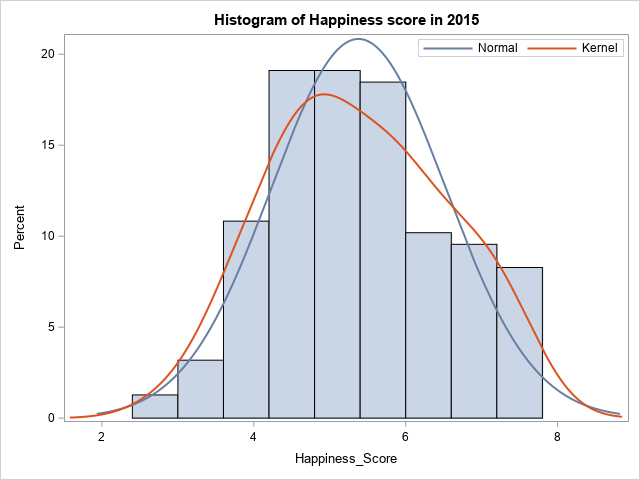 Histogram of Happiness score in 2015
Normal Kernel
20
15
10
5
0
Percent
2 4 6 8
Happiness_Score